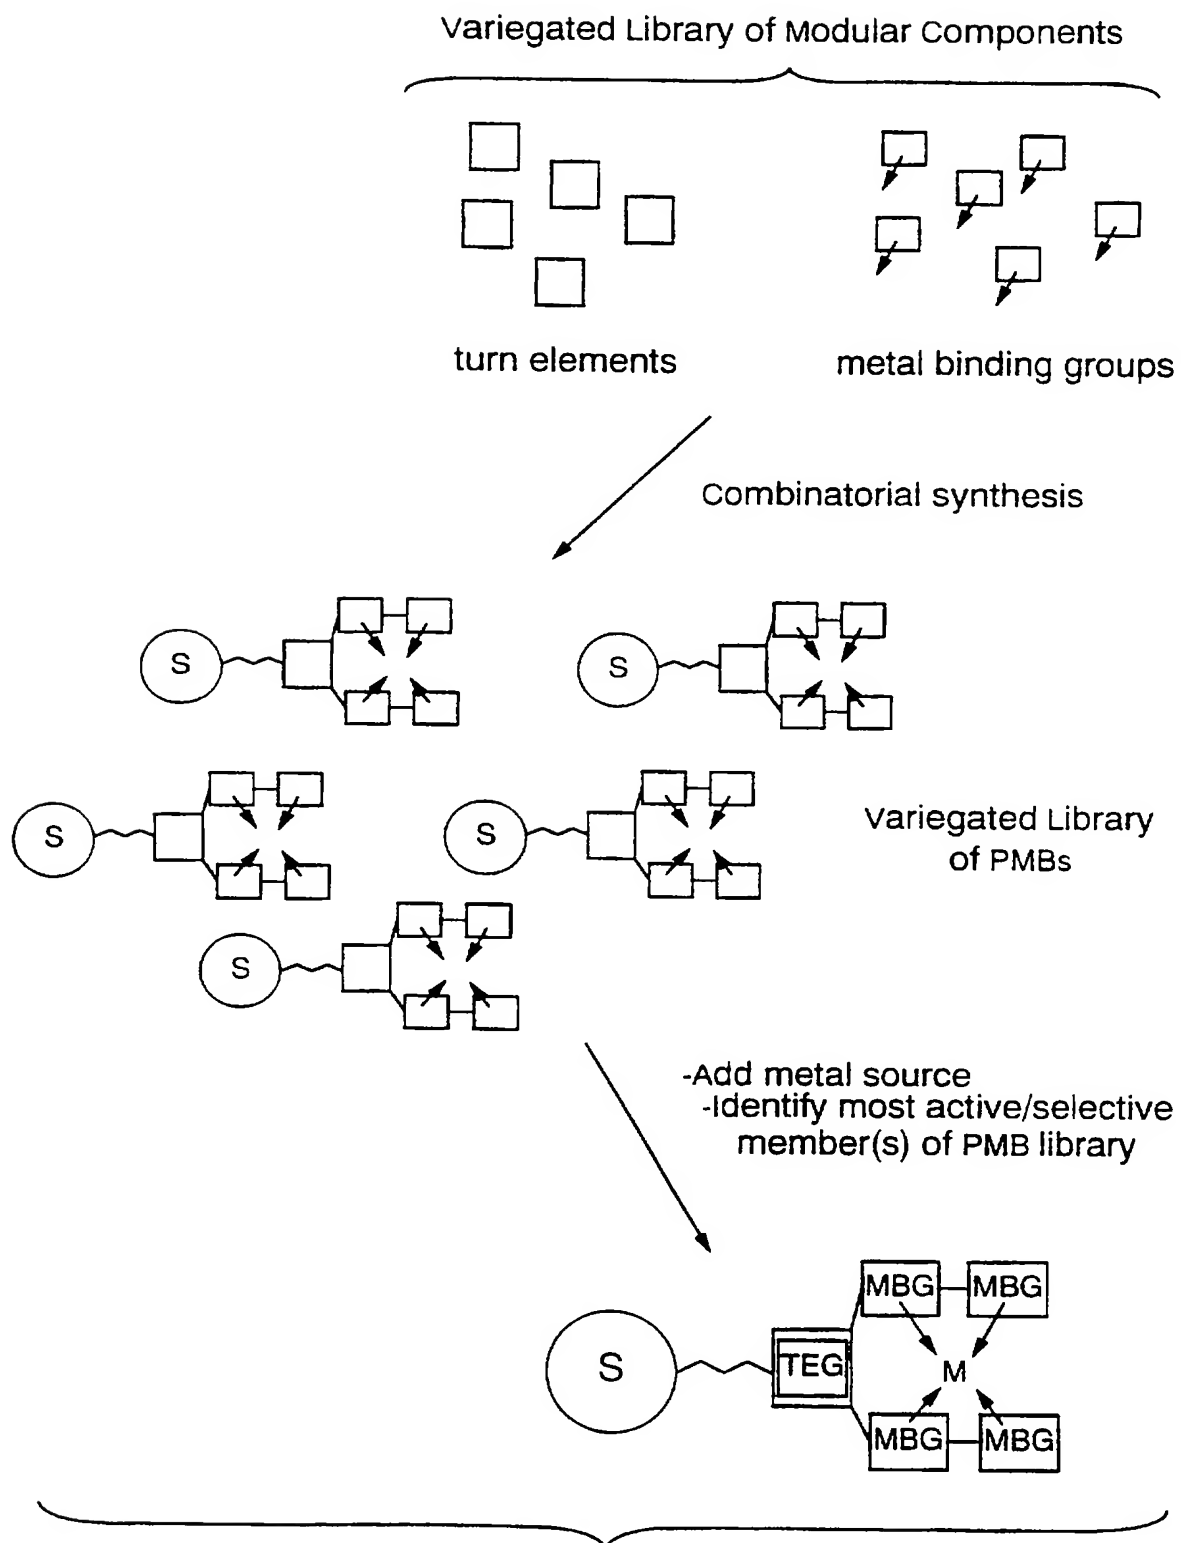 Variegated Library of Modular Components
turn elements
metal binding groups
Combinatorial synthesis
S
S
S
S
Variegated Library
of PMBs
S
-Add metal source
-Identify most active/selective
member(s) of PMB library
MBG
MBG
S
TEG
M
MBG
MBG